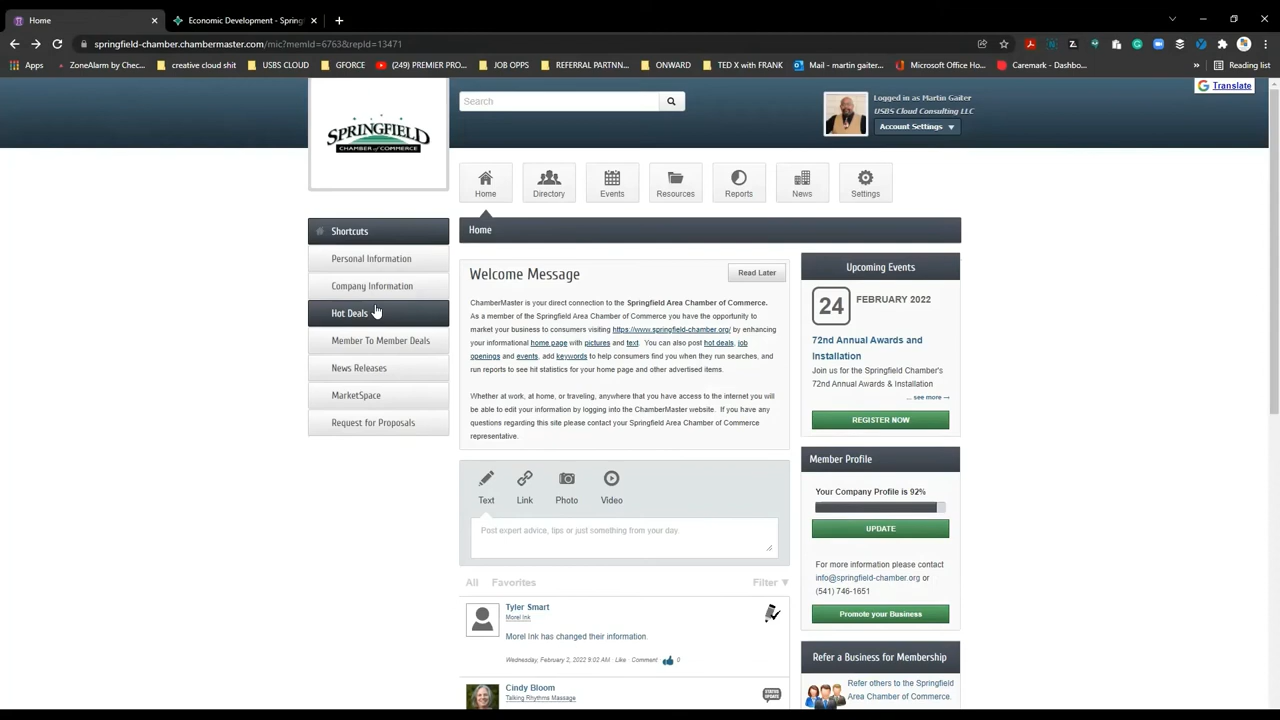 Home
Economic Development - Spring
springfield-chamber.chambermaster.com/mic?memId=6763&repId=13471
Apps
ZoneAlarm by Chec...
creative cloud shit
USBS CLOUD
GFORCE
(249) PREMIER PRO...
JOB OPPS
REFERRAL PARTNN...
ONWARD
TED X with FRANK
Mail - martin gaiter...
Microsoft Office Ho...
Caremark - Dashbo...
»
Reading list
Translate
SPRINGFIELD
CHAMBER of COMMERCE
Search
Logged in as Martin Gaiter
USBS Cloud Consulting LLC
Account Settings
Home
Directory
Events
Resources
Reports
News
Settings
Shortcuts
Personal Information
Company Information
Hot Deals
Member To Member Deals
News Releases
MarketSpace
Request for Proposals
Home
Welcome Message
Read Later
ChamberMaster is your direct connection to the Springfield Area Chamber of Commerce.
As a member of the Springfield Area Chamber of Commerce you have the opportunity to
market your business to consumers visiting https://www.springfield-chamber.org/ by enhancing
your informational home page with pictures and text. You can also post hot deals, job
openings and events, add keywords to help consumers find you when they run searches, and
run reports to see hit statistics for your home page and other advertised items.
Whether at work, at home, or traveling, anywhere that you have access to the internet you will
be able to edit your information by logging into the ChamberMaster website. If you have any
questions regarding this site please contact your Springfield Area Chamber of Commerce
representative.
Text
Link
Photo
Video
Post expert advice, tips or just something from your day.
All
Favorites
Filter
Tyler Smart
Morel Ink
Morel Ink has changed their information.
Wednesday, February 2, 2022 9:02 AM
Like
Comment
0
Cindy Bloom
Talking Rhythms Massage
STATUS
UPDATE
Upcoming Events
24
FEBRUARY 2022
72nd Annual Awards and
Installation
Join us for the Springfield Chamber's
72nd Annual Awards & Installation
... see more →
REGISTER NOW
Member Profile
Your Company Profile is 92%
UPDATE
For more information please contact
info@springfield-chamber.org or
(541) 746-1651
Promote your Business
Refer a Business for Membership
Refer others to the Springfield
Area Chamber of Commerce.